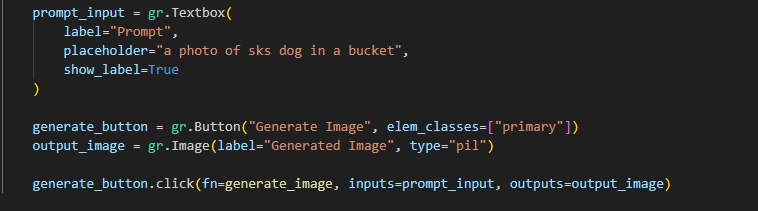 prompt_input = gr.Textbox(
    label="Prompt",
    placeholder="a photo of sks dog in a bucket",
    show_label=True
)
generate_button = gr.Button("Generate Image", elem_classes=["primary"])
output_image = gr.Image(label="Generated Image", type="pil")
generate_button.click(fn=generate_image, inputs=prompt_input, outputs=output_image)